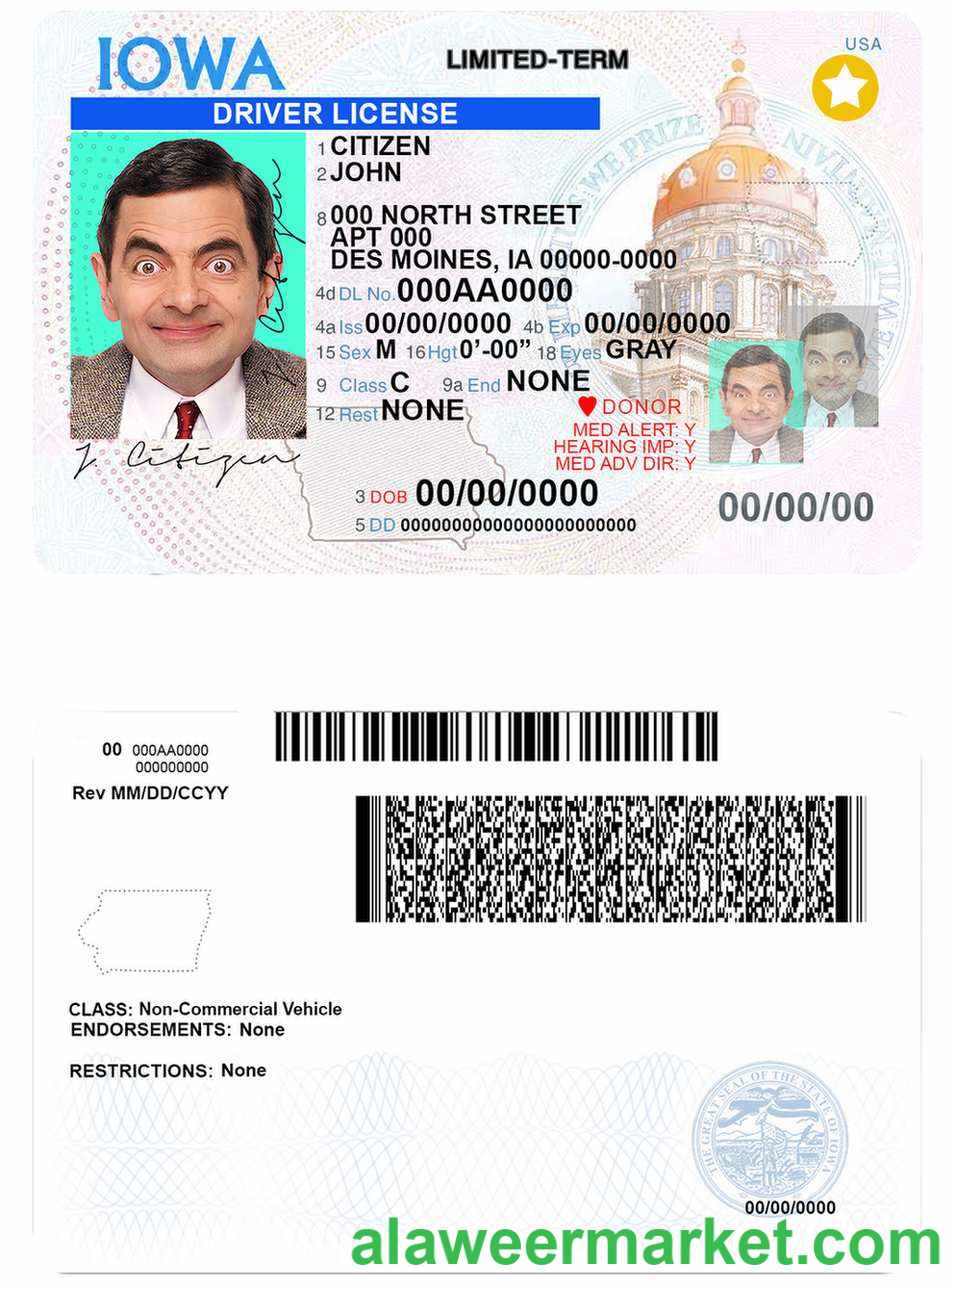 IOWA
LIMITED-TERM
USA
DRIVER LICENSE
1 CITIZEN
2 JOHN
8 000 NORTH STREET
APT 000
DES MOINES, IA 00000-0000
4d DL No. 000AA0000
4a Iss 00/00/0000 4b Exp 00/00/0000
15 Sex M 16 Hgt 0'-00” 18 Eyes GRAY
9 Class C 9a End NONE
12 Rest NONE
DONOR
MED ALERT: Y
HEARING IMP: Y
MED ADV DIR: Y
J. Citizen
3 DOB 00/00/0000
00/00/00
5 DD 00000000000000000000000000
00 000AA0000
000000000
Rev MM/DD/CCYY
CLASS: Non-Commercial Vehicle
ENDORSEMENTS: None
RESTRICTIONS: None
THE GREAT SEAL OF THE STATE OF IOWA
00/00/0000
alaweermarket.com